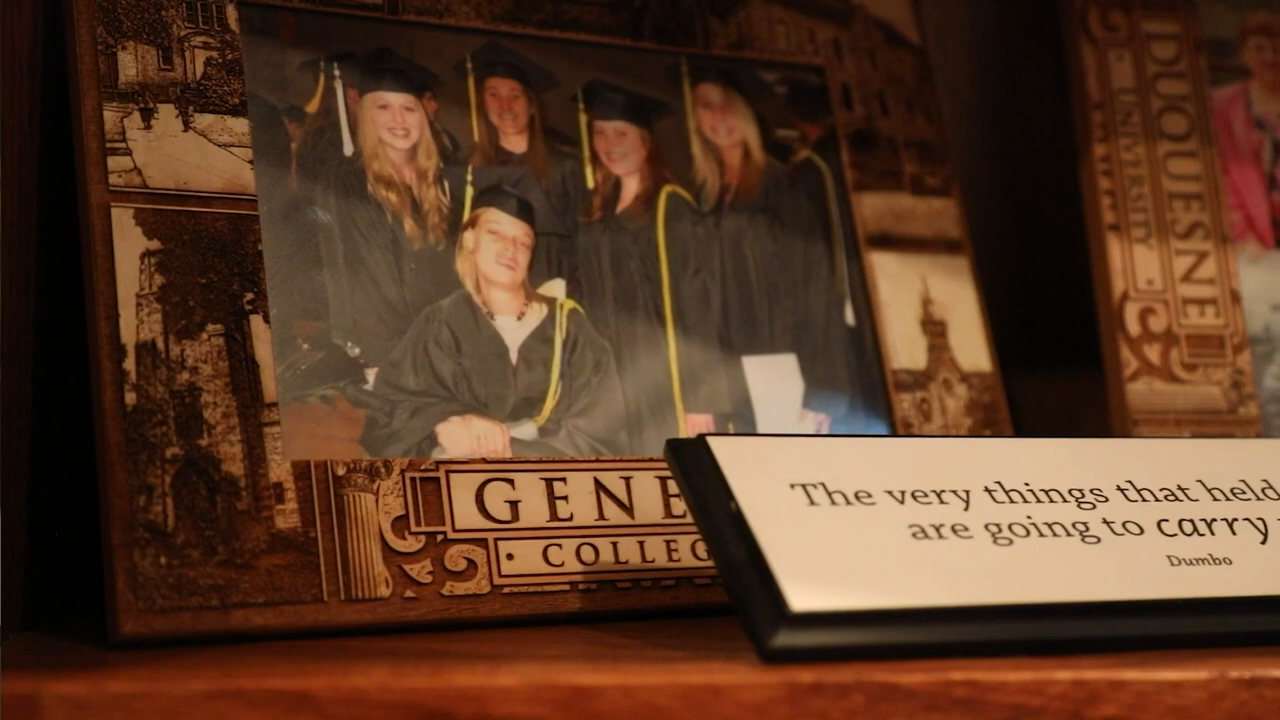 GENE
COLLEG
DUQUESNE
UNIVERSITY
The very things that held
are going to carry
Dumbo